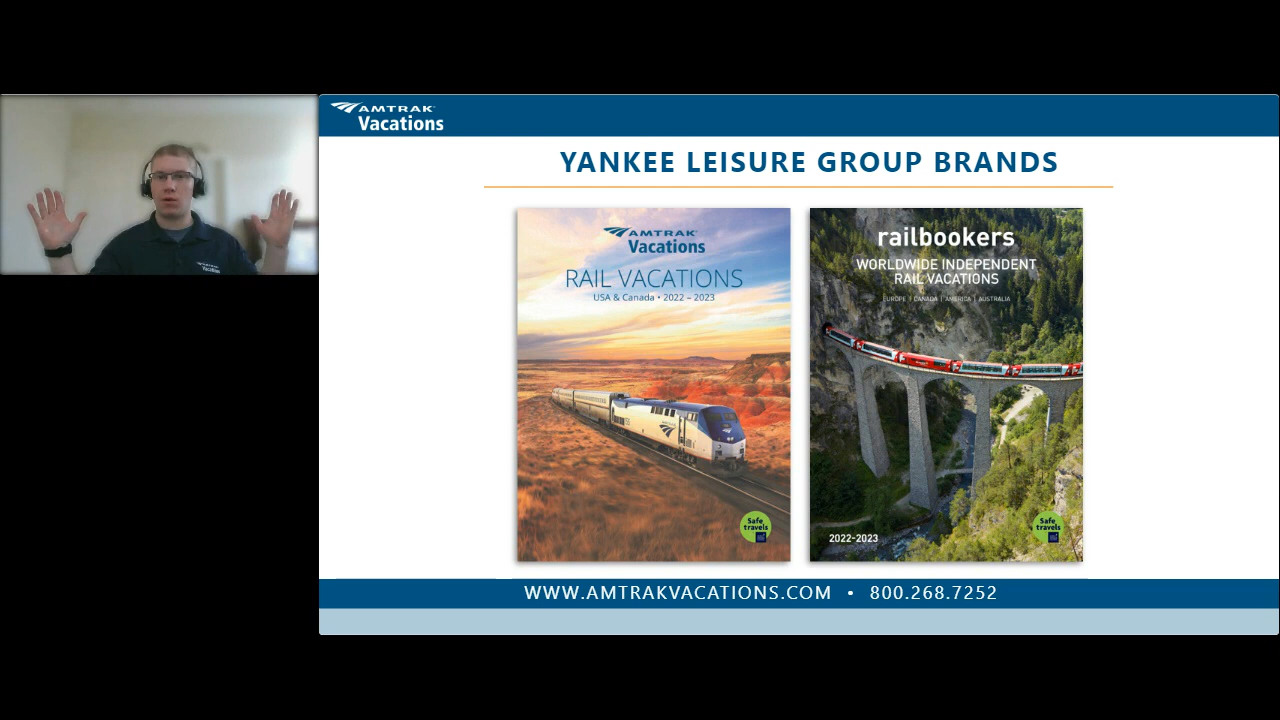 AMTRAK
Vacations
YANKEE LEISURE GROUP BRANDS
AMTRAK
Vacations
RAIL VACATIONS
USA & Canada • 2022 – 2023
Safe
travels
railbookers
WORLDWIDE INDEPENDENT
RAIL VACATIONS
EUROPE | CANADA | AMERICA | AUSTRALIA
2022-2023
Safe
travels
WWW.AMTRAKVACATIONS.COM • 800.268.7252